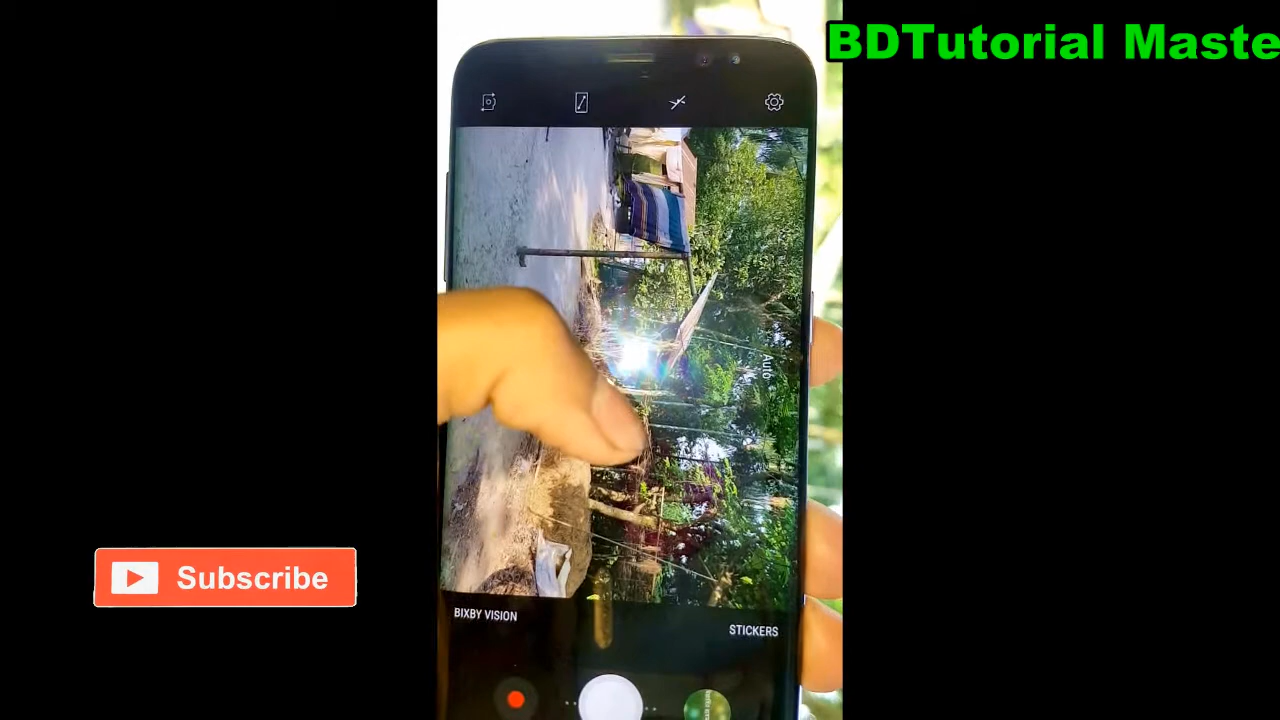 BDTutorial Maste
Auto
BIXBY VISION
STICKERS
Subscribe